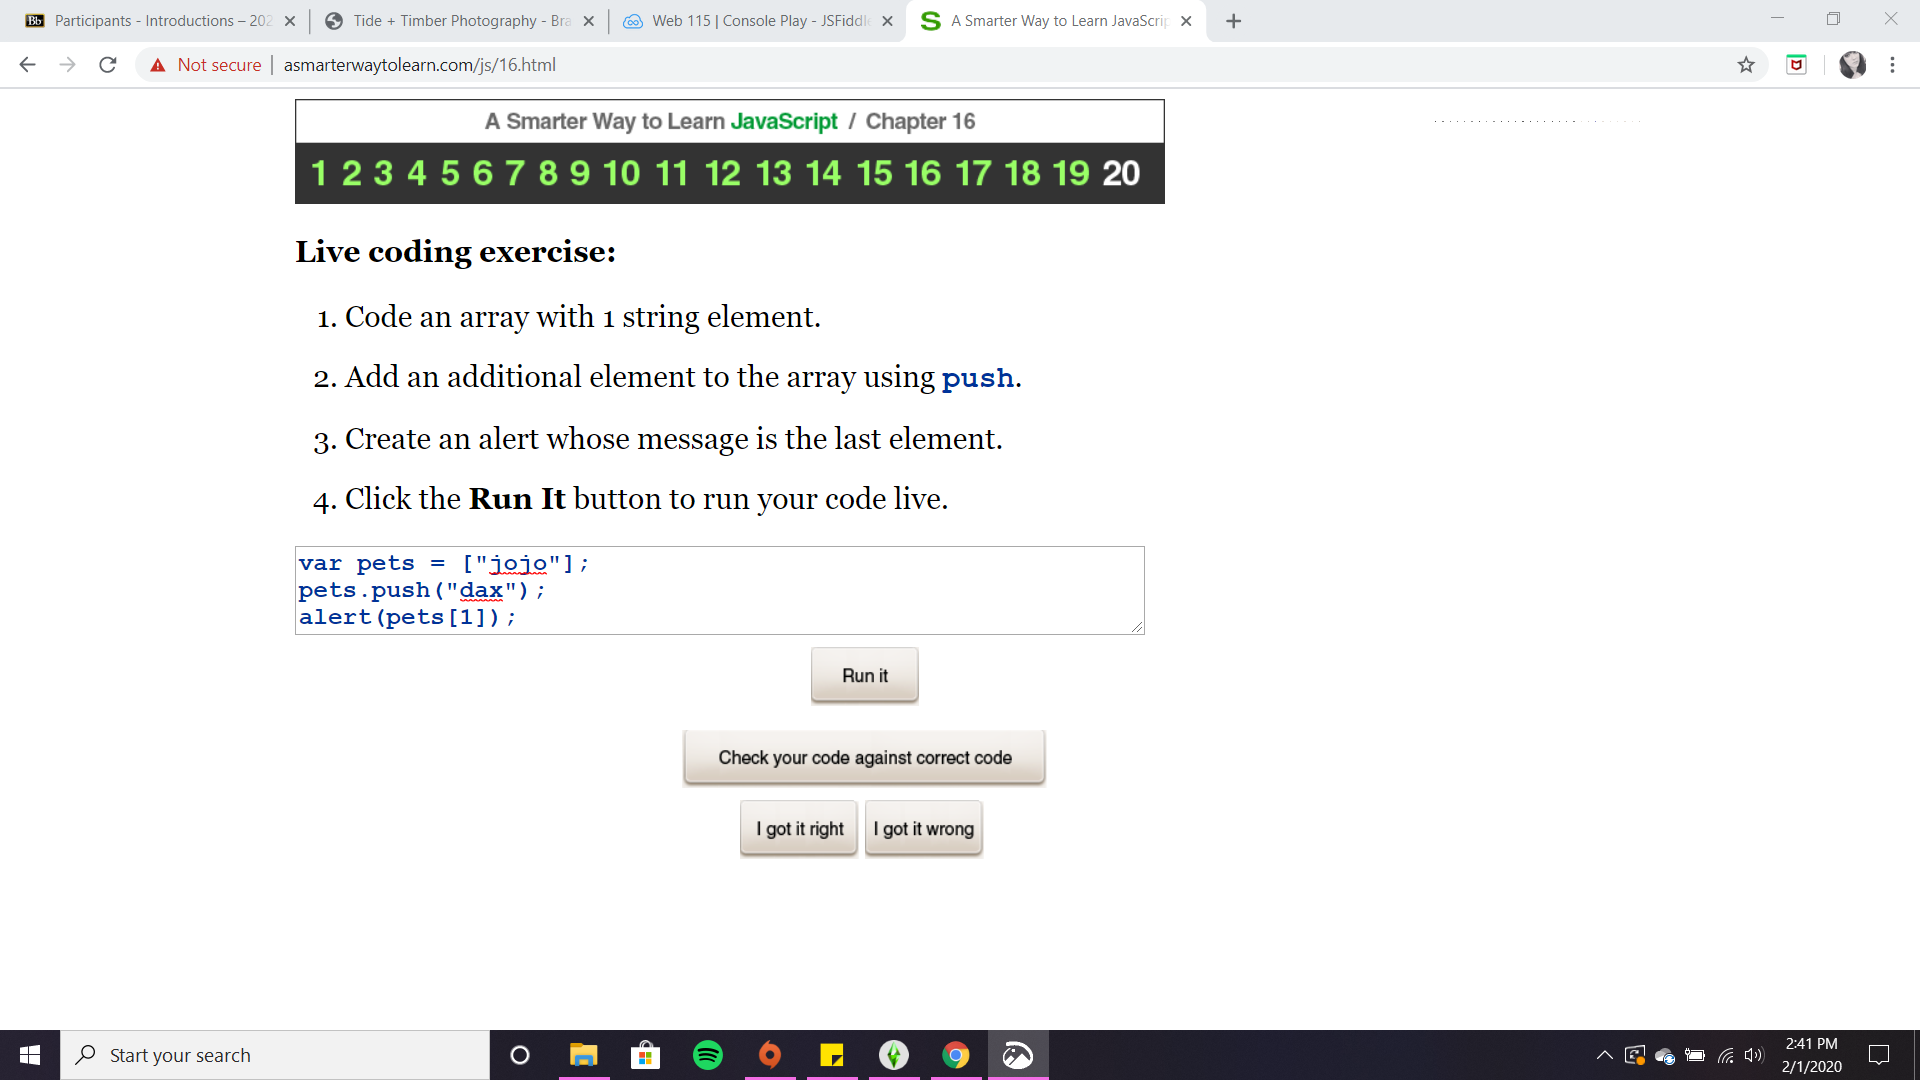 Bb Participants - Introductions – 202
Tide + Timber Photography - Bra
Web 115 | Console Play - JSFiddle
S A Smarter Way to Learn JavaScrip
Not secure | asmarterwaytolearn.com/js/16.html
A Smarter Way to Learn JavaScript / Chapter 16
1 2 3 4 5 6 7 8 9 10 11 12 13 14 15 16 17 18 19 20
Live coding exercise:
1. Code an array with 1 string element.
2. Add an additional element to the array using push.
3. Create an alert whose message is the last element.
4. Click the Run It button to run your code live.
var pets = ["jojo"];
pets.push("dax");
alert(pets[1]);
Run it
Check your code against correct code
I got it right
I got it wrong
Start your search
2:41 PM
2/1/2020